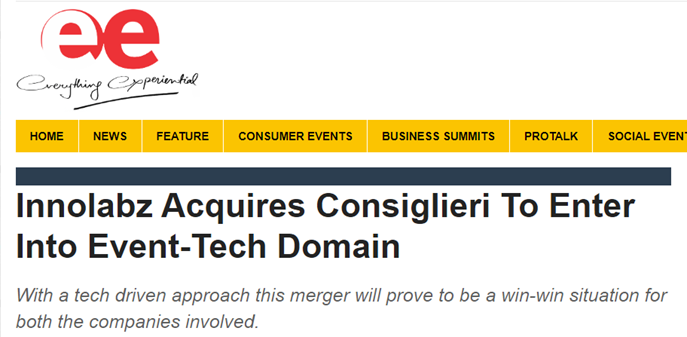 ee
Everything Experiential
HOME NEWS FEATURE CONSUMER EVENTS BUSINESS SUMMITS PROTALK SOCIAL EVENT
Innolabz Acquires Consiglieri To Enter
Into Event-Tech Domain
With a tech driven approach this merger will prove to be a win-win situation for
both the companies involved.